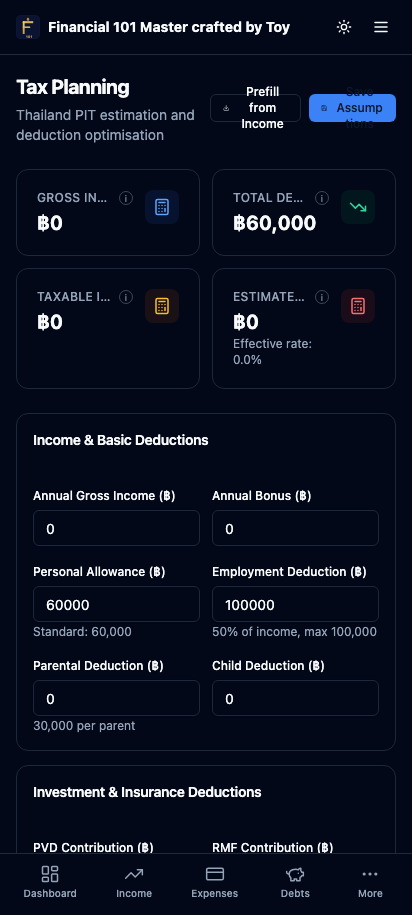 Financial 101 Master crafted by Toy
Tax Planning
Thailand PIT estimation and
deduction optimisation
Prefill
from
Income
Save
Assump
tions
GROSS IN...
฿0
TOTAL DE...
฿60,000
TAXABLE I...
฿0
ESTIMATE...
฿0
Effective rate:
0.0%
Income & Basic Deductions
Annual Gross Income (฿)
Annual Bonus (฿)
0
0
Personal Allowance (฿)
Employment Deduction (฿)
60000
100000
Standard: 60,000
50% of income, max 100,000
Parental Deduction (฿)
Child Deduction (฿)
0
0
30,000 per parent
Investment & Insurance Deductions
PVD Contribution (฿)
RMF Contribution (฿)
Dashboard
Income
Expenses
Debts
More